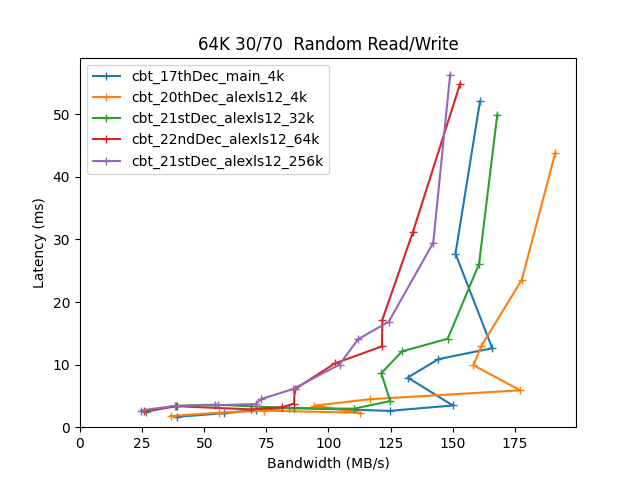 64K 30/70  Random Read/Write
cbt_17thDec_main_4k
cbt_20thDec_alexls12_4k
cbt_21stDec_alexls12_32k
cbt_22ndDec_alexls12_64k
cbt_21stDec_alexls12_256k
Latency (ms)
50
40
30
20
10
0
0 25 50 75 100 125 150 175
Bandwidth (MB/s)